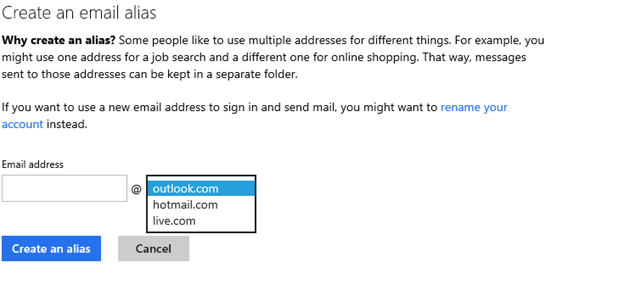 Create an email alias
Why create an alias? Some people like to use multiple addresses for different things. For example, you
might use one address for a job search and a different one for online shopping. That way, messages
sent to those addresses can be kept in a separate folder.
If you want to use a new email address to sign in and send mail, you might want to rename your
account instead.
Email address
@ outlook.com
hotmail.com
live.com
Create an alias Cancel